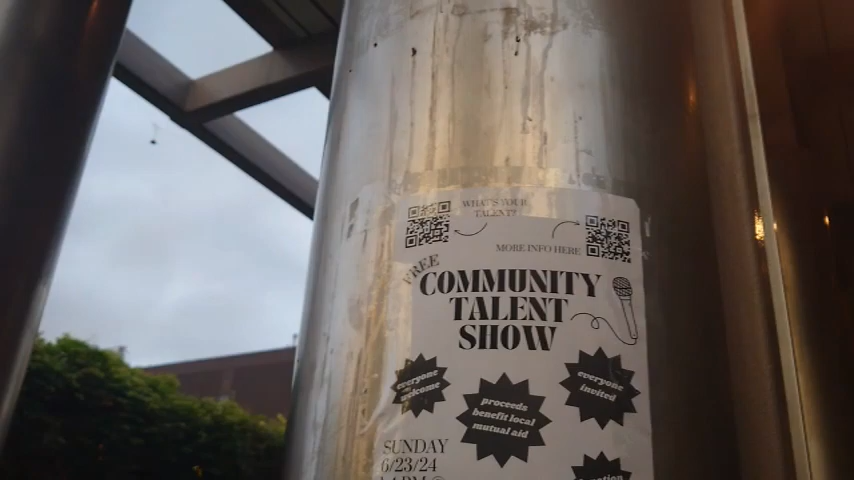 WHAT'S YOUR
TALENT?
MORE INFO HERE
FREE
COMMUNITY
TALENT
SHOW
everyone
welcome
proceeds
benefit local
mutual aid
everyone
invited
SUNDAY
6/23/24